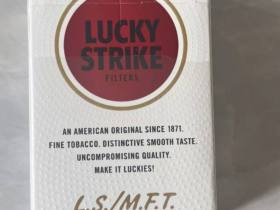 LUCKY
STRIKE
FILTERS
AN AMERICAN ORIGINAL SINCE 1871.
FINE TOBACCO. DISTINCTIVE SMOOTH TASTE.
UNCOMPROMISING QUALITY.
MAKE IT LUCKIES!
L.S./M.F.T.